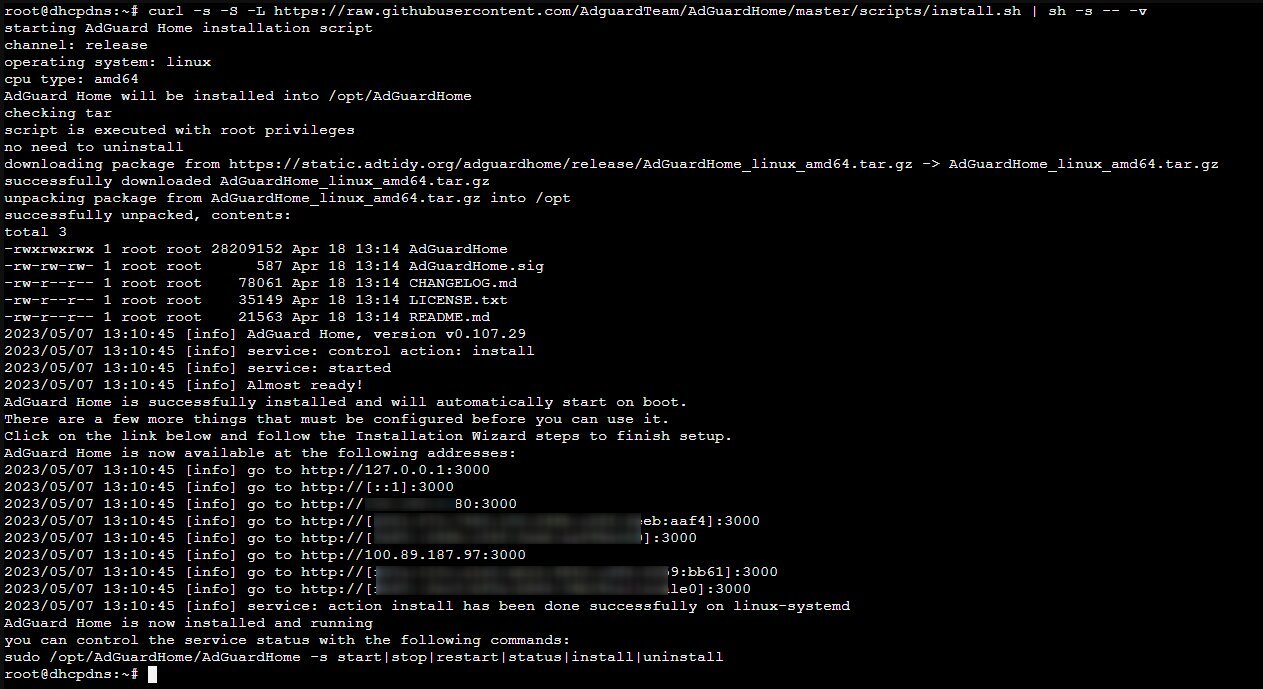 root@dhcpdns:~# curl -s -S -L https://raw.githubusercontent.com/AdguardTeam/AdGuardHome/master/scripts/install.sh | sh -s -- -v
starting AdGuard Home installation script
channel: release
operating system: linux
cpu type: amd64
AdGuard Home will be installed into /opt/AdGuardHome
checking tar
script is executed with root privileges
no need to uninstall
downloading package from https://static.adtidy.org/adguardhome/release/AdGuardHome_linux_amd64.tar.gz -> AdGuardHome_linux_amd64.tar.gz
successfully downloaded AdGuardHome_linux_amd64.tar.gz
unpacking package from AdGuardHome_linux_amd64.tar.gz into /opt
successfully unpacked, contents:
total 3
-rwxrwxrwx 1 root root 28209152 Apr 18 13:14 AdGuardHome
-rw-rw-rw- 1 root root      587 Apr 18 13:14 AdGuardHome.sig
-rw-r--r-- 1 root root    78061 Apr 18 13:14 CHANGELOG.md
-rw-r--r-- 1 root root    35149 Apr 18 13:14 LICENSE.txt
-rw-r--r-- 1 root root    21563 Apr 18 13:14 README.md
2023/05/07 13:10:45 [info] AdGuard Home, version v0.107.29
2023/05/07 13:10:45 [info] service: control action: install
2023/05/07 13:10:45 [info] service: started
2023/05/07 13:10:45 [info] Almost ready!
AdGuard Home is successfully installed and will automatically start on boot.
There are a few more things that must be configured before you can use it.
Click on the link below and follow the Installation Wizard steps to finish setup.
AdGuard Home is now available at the following addresses:
2023/05/07 13:10:45 [info] go to http://127.0.0.1:3000
2023/05/07 13:10:45 [info] go to http://[::1]:3000
2023/05/07 13:10:45 [info] go to http:// 80:3000
2023/05/07 13:10:45 [info] go to http://[ eeb:aaf4]:3000
2023/05/07 13:10:45 [info] go to http://[ ]:3000
2023/05/07 13:10:45 [info] go to http://100.89.187.97:3000
2023/05/07 13:10:45 [info] go to http://[ 9:bb61]:3000
2023/05/07 13:10:45 [info] go to http://[ le0]:3000
2023/05/07 13:10:45 [info] service: action install has been done successfully on linux-systemd
AdGuard Home is now installed and running
you can control the service status with the following commands:
sudo /opt/AdGuardHome/AdGuardHome -s start|stop|restart|status|install|uninstall
root@dhcpdns:~#